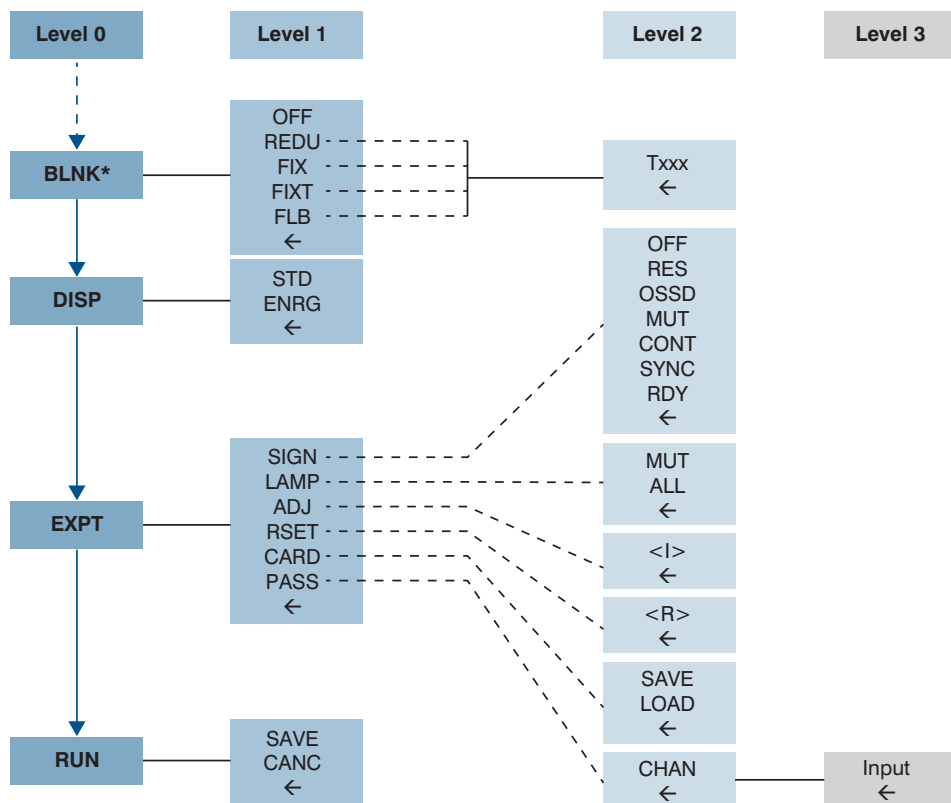 Level 0
Level 1
Level 2
Level 3
BLNK*
OFF
REDU
FIX
FIXT
FLB
←
Txxx
←
DISP
STD
ENRG
←
OFF
RES
OSSD
MUT
CONT
SYNC
RDY
←
EXPT
SIGN
LAMP
ADJ
RSET
CARD
PASS
←
MUT
ALL
←
<I>
←
<R>
←
SAVE
LOAD
←
RUN
SAVE
CANC
←
CHAN
←
Input
←